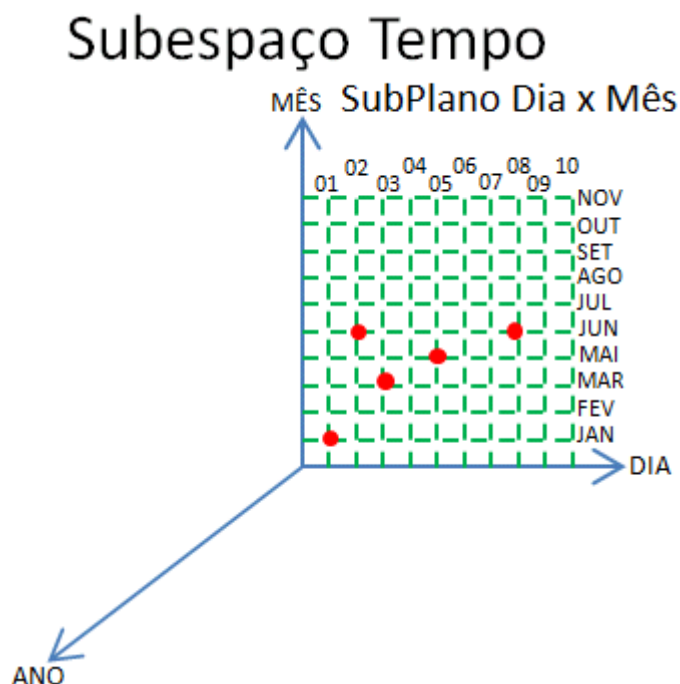 Subespaço Tempo
MÊS SubPlano Dia x Mês
01 02 03 04 05 06 07 08 09 10
NOV
OUT
SET
AGO
JUL
JUN
MAI
MAR
FEV
JAN
DIA
ANO